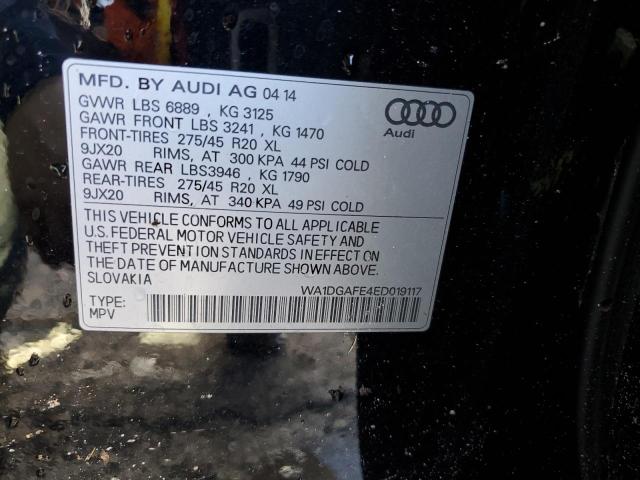 MFD. BY AUDI AG 04 14
GVWR LBS 6889 , KG 3125
GAWR FRONT LBS 3241 , KG 1470
FRONT-TIRES 275/45 R20 XL
9JX20 RIMS, AT 300 KPA 44 PSI COLD
GAWR REAR LBS3946 , KG 1790
REAR-TIRES 275/45 R20 XL
9JX20 RIMS, AT 340 KPA 49 PSI COLD
Audi
THIS VEHICLE CONFORMS TO ALL APPLICABLE
U.S. FEDERAL MOTOR VEHICLE SAFETY AND
THEFT PREVENTION STANDARDS IN EFFECT ON
THE DATE OF MANUFACTURE SHOWN ABOVE.
SLOVAKIA
WA1DGAFE4ED019117
TYPE:
MPV